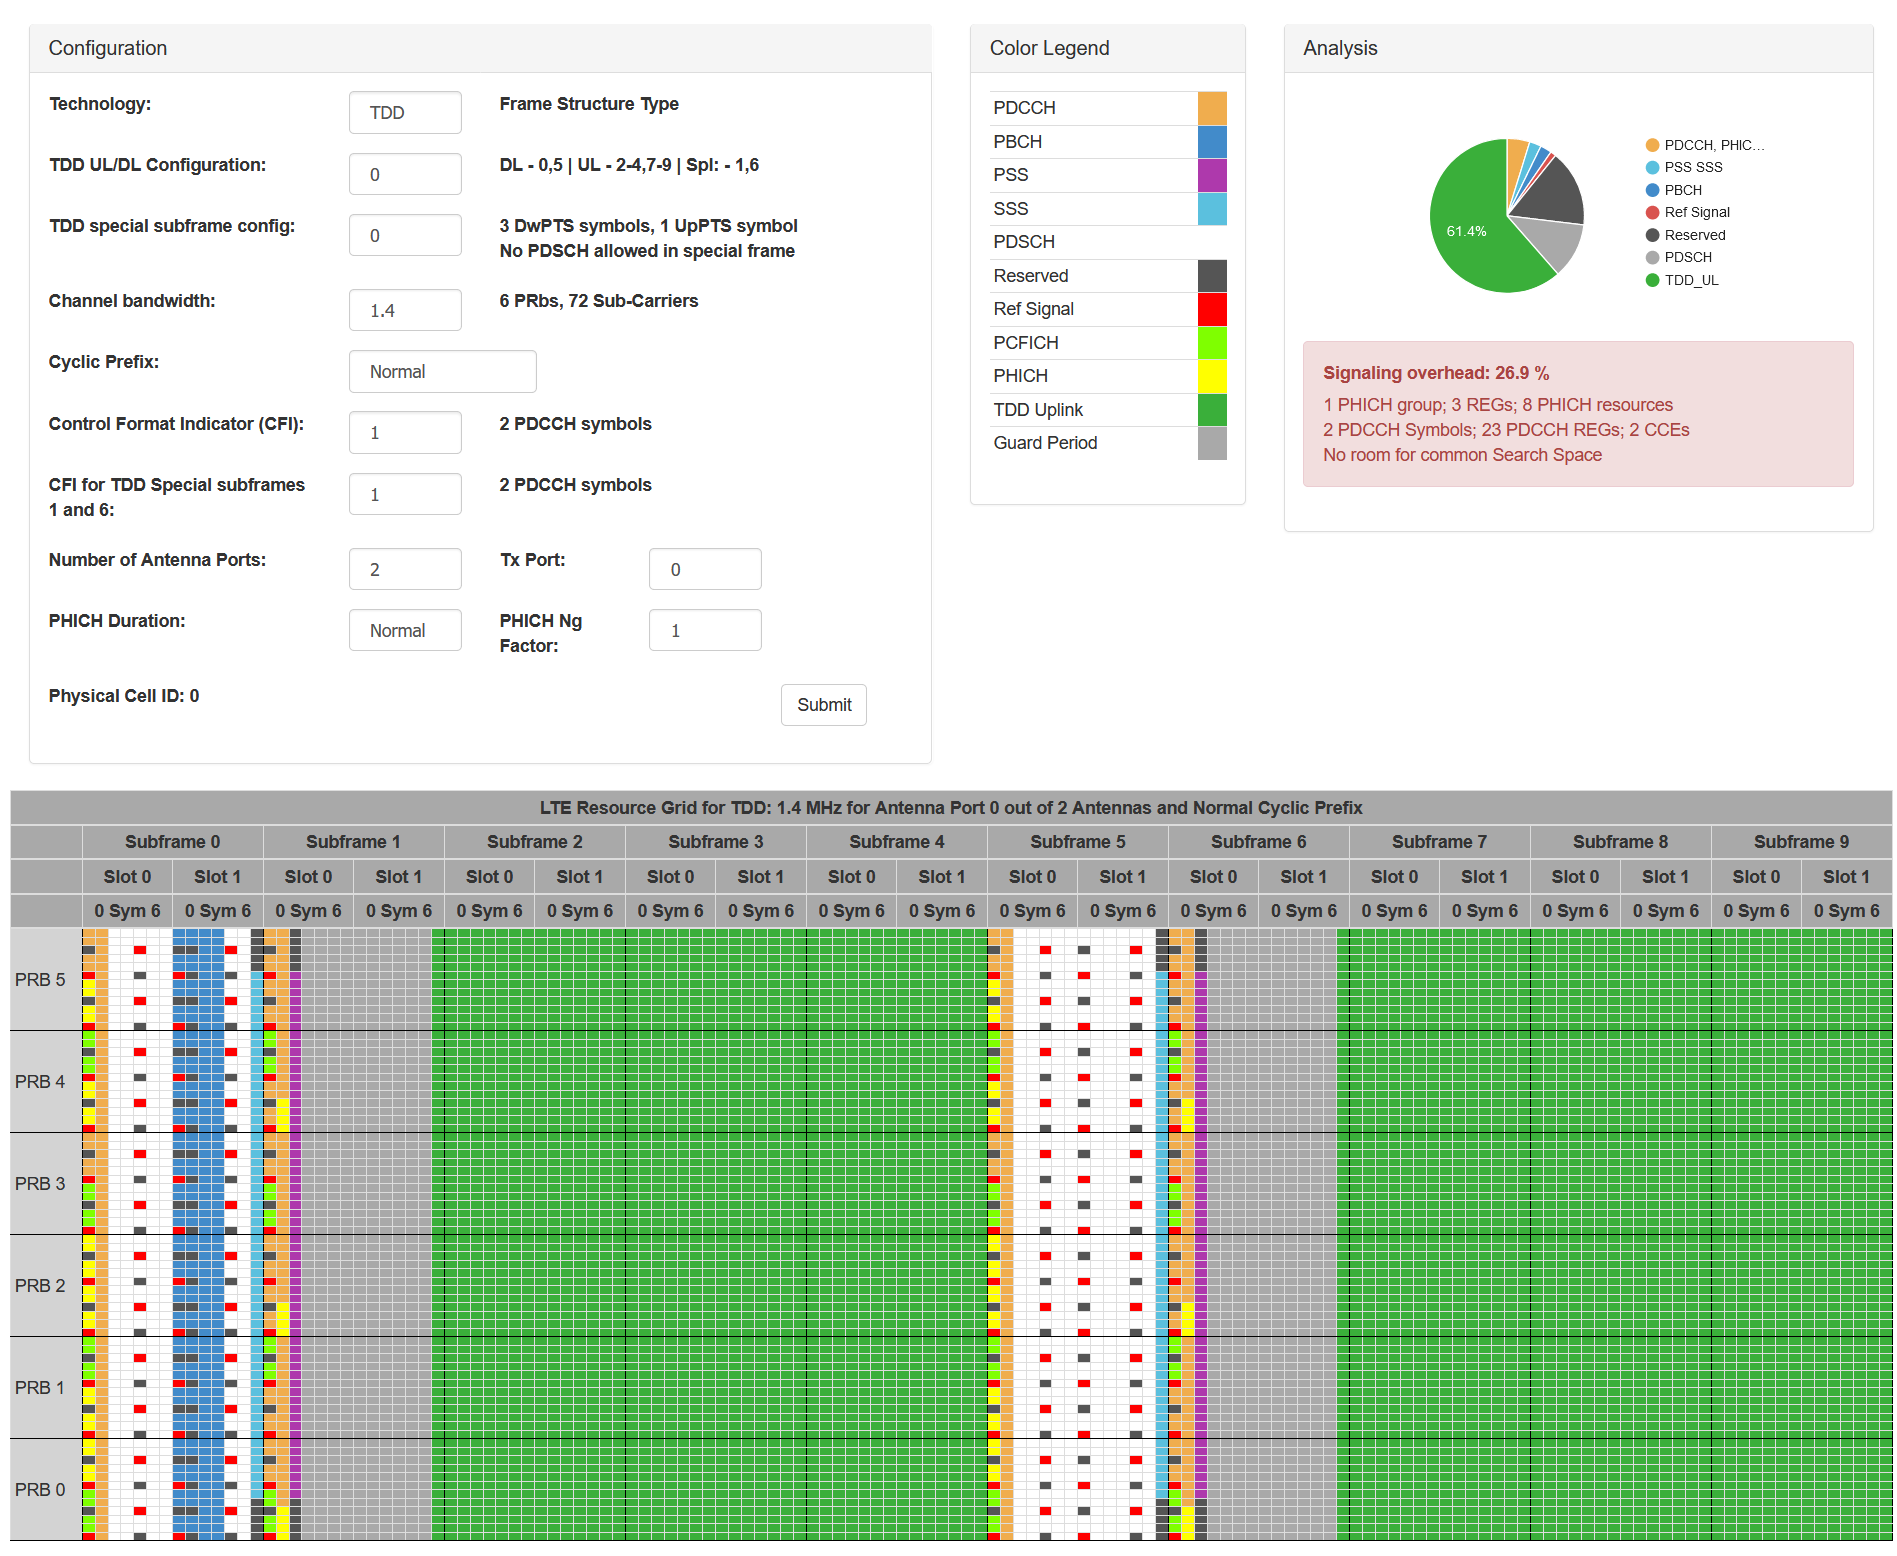 Configuration
Technology:
TDD
Frame Structure Type
TDD UL/DL Configuration:
0
DL - 0,5 | UL - 2-4,7-9 | Spl: - 1,6
TDD special subframe config:
0
3 DwPTS symbols, 1 UpPTS symbol
No PDSCH allowed in special frame
Channel bandwidth:
1.4
6 PRbs, 72 Sub-Carriers
Cyclic Prefix:
Normal
Control Format Indicator (CFI):
1
2 PDCCH symbols
CFI for TDD Special subframes
1 and 6:
1
2 PDCCH symbols
Number of Antenna Ports:
2
Tx Port:
0
PHICH Duration:
Normal
PHICH Ng
Factor:
1
Physical Cell ID: 0
Submit
Color Legend
PDCCH
PBCH
PSS
SSS
PDSCH
Reserved
Ref Signal
PCFICH
PHICH
TDD Uplink
Guard Period
Analysis
61.4%
PDCCH, PHIC...
PSS SSS
PBCH
Ref Signal
Reserved
PDSCH
TDD_UL
Signaling overhead: 26.9 %
1 PHICH group; 3 REGs; 8 PHICH resources
2 PDCCH Symbols; 23 PDCCH REGs; 2 CCEs
No room for common Search Space
LTE Resource Grid for TDD: 1.4 MHz for Antenna Port 0 out of 2 Antennas and Normal Cyclic Prefix
Subframe 0 Subframe 1 Subframe 2 Subframe 3 Subframe 4 Subframe 5 Subframe 6 Subframe 7 Subframe 8 Subframe 9
Slot 0 Slot 1 Slot 0 Slot 1 Slot 0 Slot 1 Slot 0 Slot 1 Slot 0 Slot 1 Slot 0 Slot 1 Slot 0 Slot 1 Slot 0 Slot 1 Slot 0 Slot 1 Slot 0 Slot 1
0 Sym 6 0 Sym 6 0 Sym 6 0 Sym 6 0 Sym 6 0 Sym 6 0 Sym 6 0 Sym 6 0 Sym 6 0 Sym 6 0 Sym 6 0 Sym 6 0 Sym 6 0 Sym 6 0 Sym 6 0 Sym 6 0 Sym 6 0 Sym 6 0 Sym 6 0 Sym 6
PRB 5
PRB 4
PRB 3
PRB 2
PRB 1
PRB 0